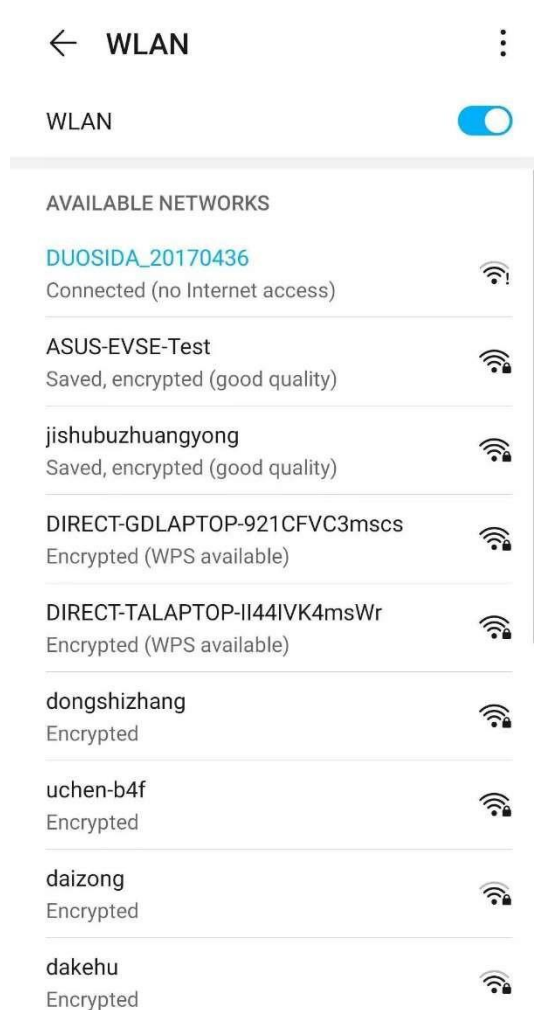 WLAN
WLAN
AVAILABLE NETWORKS
DUOSIDA_20170436
Connected (no Internet access)
ASUS-EVSE-Test
Saved, encrypted (good quality)
jishubuzhuangyong
Saved, encrypted (good quality)
DIRECT-GDLAPTOP-921CFVC3mscs
Encrypted (WPS available)
DIRECT-TALAPTOP-II44IVK4msWr
Encrypted (WPS available)
dongshizhang
Encrypted
uchen-b4f
Encrypted
daizong
Encrypted
dakehu
Encrypted